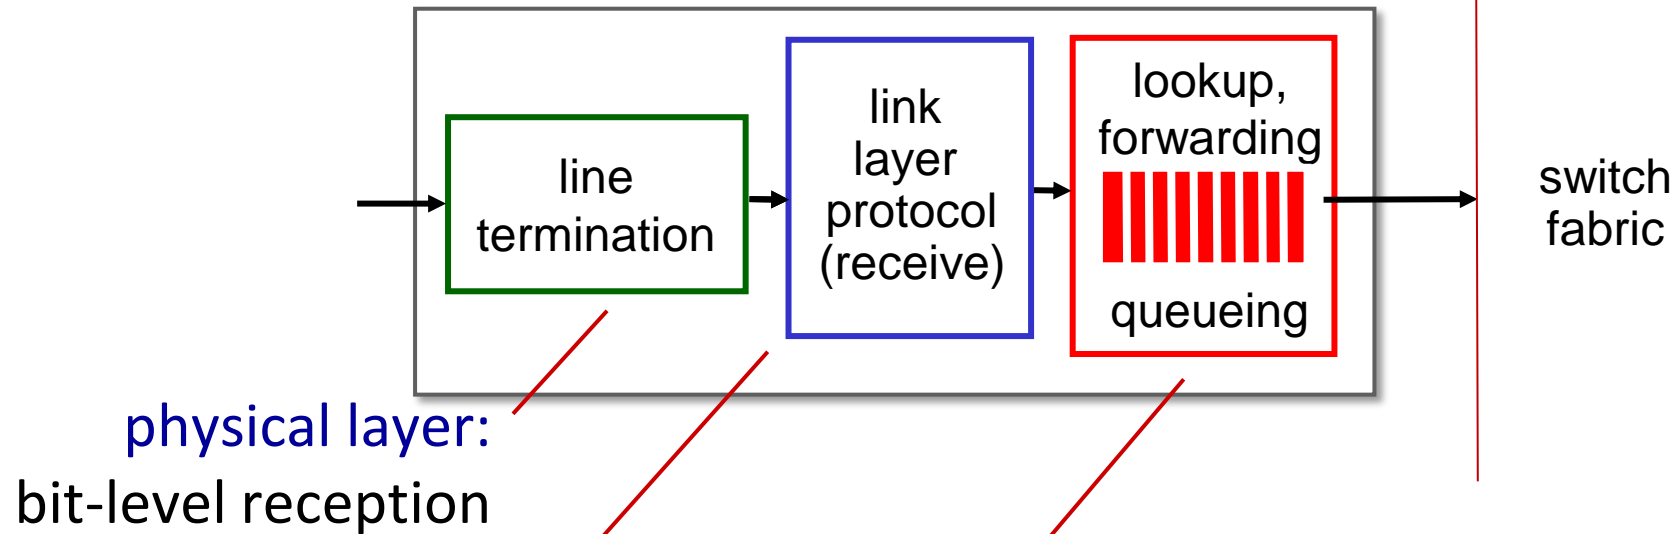 line
termination
link
layer
protocol
(receive)
lookup,
forwarding
queueing
switch
fabric
physical layer:
bit-level reception